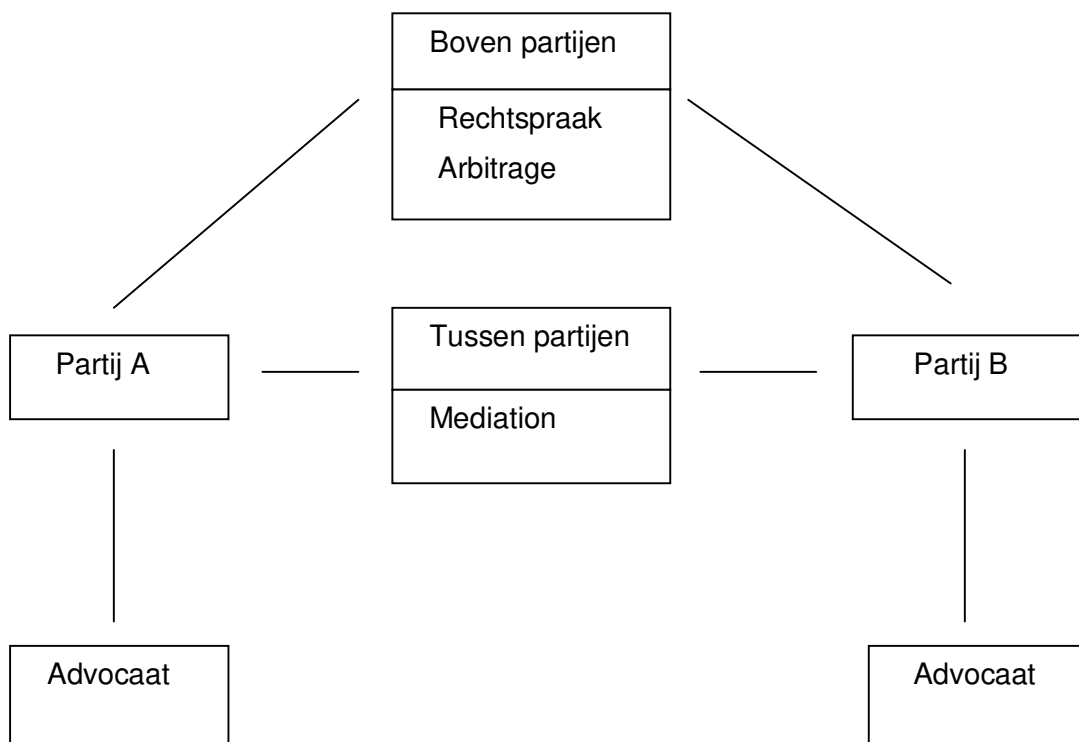 Boven partijen
Rechtspraak
Arbitrage
Partij A
Tussen partijen
Partij B
Mediation
Advocaat
Advocaat